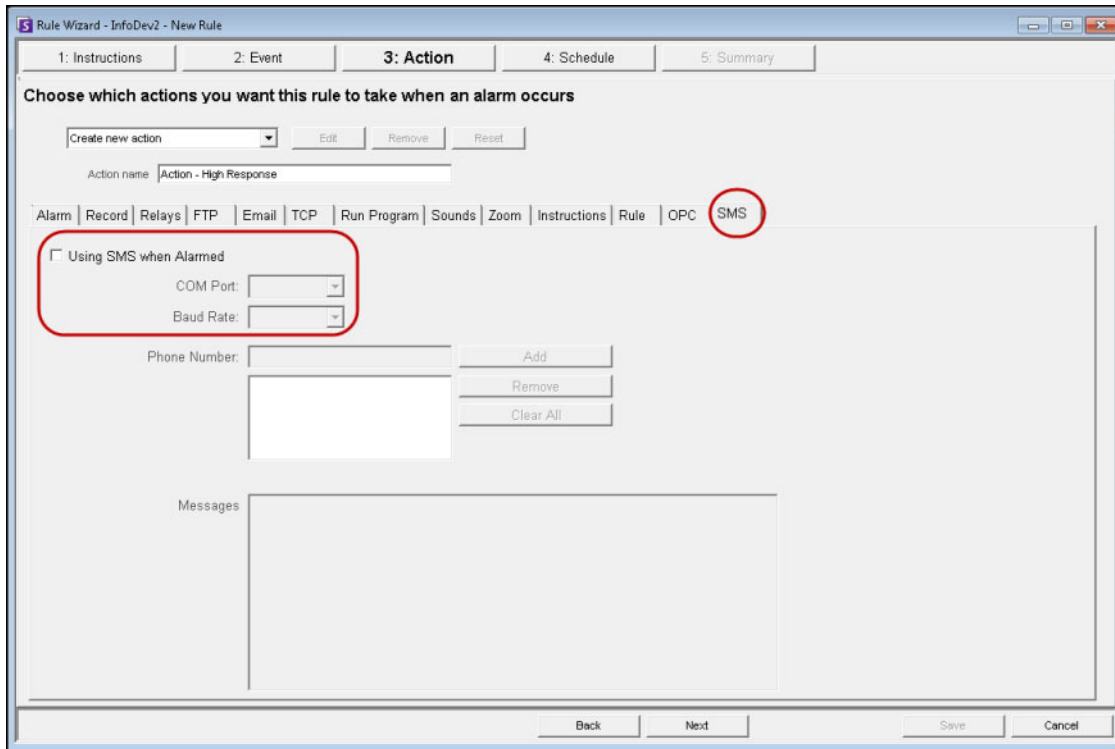 Rule Wizard - InfoDev2 - New Rule
1: Instructions 2: Event 3: Action 4: Schedule 5: Summary
Choose which actions you want this rule to take when an alarm occurs
Create new action Edit Remove Reset
Action name Action - High Response
Alarm Record Relays FTP Email TCP Run Program Sounds Zoom Instructions Rule OPC SMS
Using SMS when Alarmed
COM Port:
Baud Rate:
Phone Number: Add
Remove
Clear All
Messages
Back Next Save Cancel